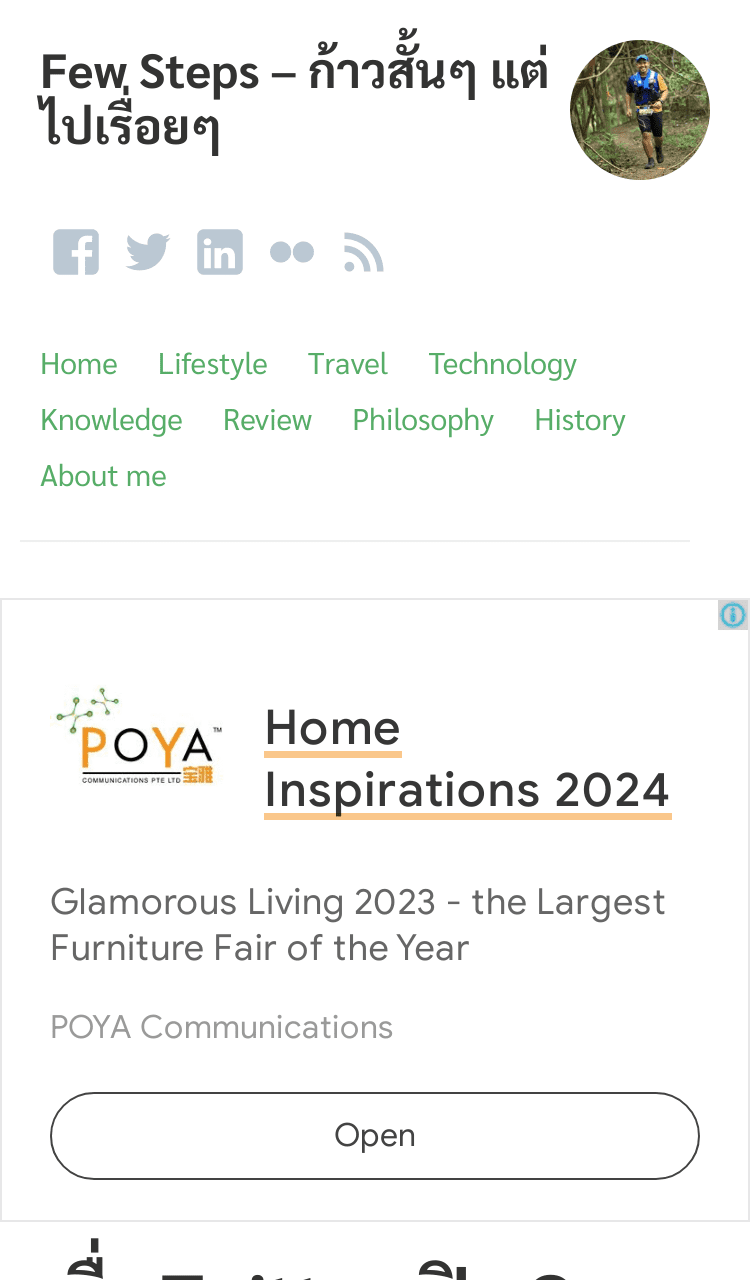 Few Steps – ก้าวสั้นๆ แต่
ไปเรื่อยๆ
Home Lifestyle Travel Technology
Knowledge Review Philosophy History
About me
POYA™
COMMUNICATIONS PTE LTD 宝雅
Home
Inspirations 2024
Glamorous Living 2023 - the Largest
Furniture Fair of the Year
POYA Communications
Open